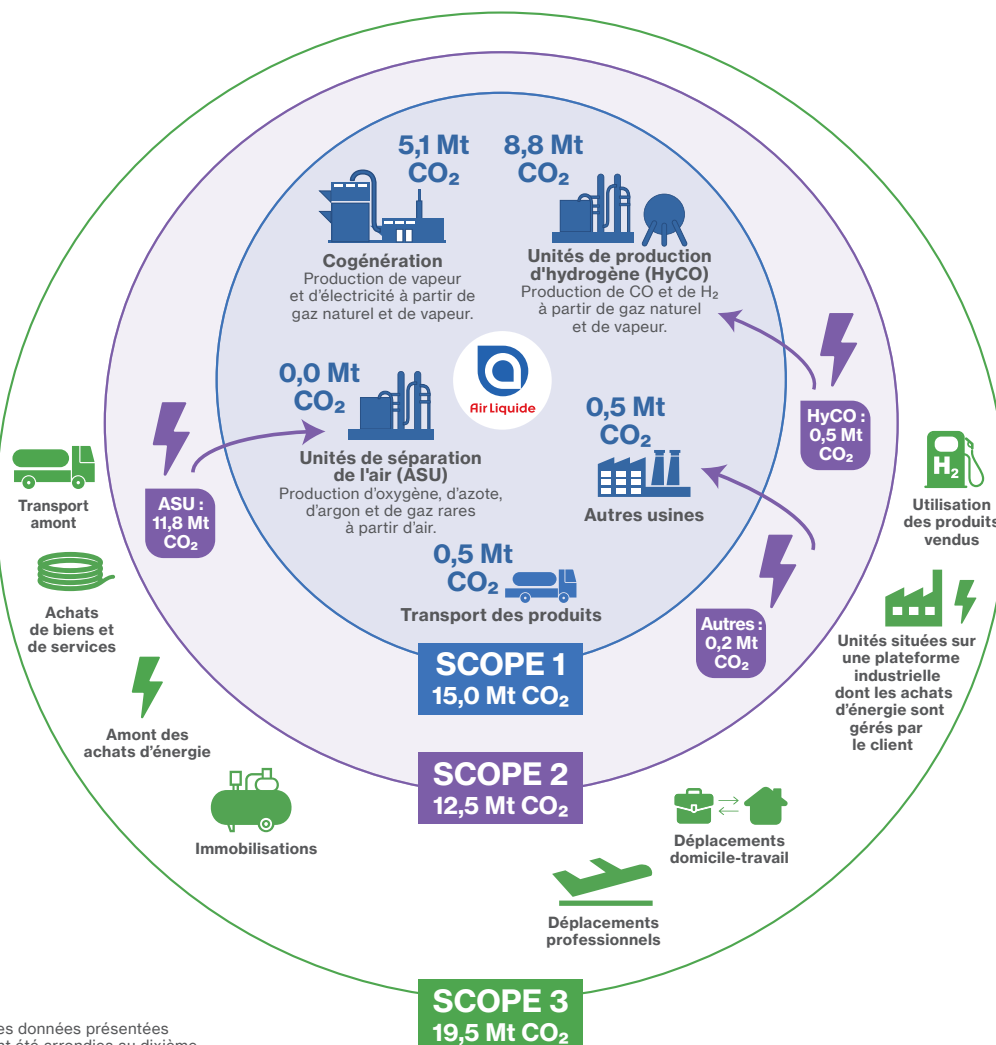 5,1 Mt
CO₂
8,8 Mt
CO₂
Cogénération
Production de vapeur
et d'électricité à partir de
gaz naturel et de vapeur.
Unités de production
d'hydrogène (HyCO)
Production de CO et de H₂
à partir de gaz naturel
et de vapeur.
0,0 Mt
CO₂
Air Liquide
0,5 Mt
CO₂
HyCO :
0,5 Mt
CO₂
Unités de séparation
de l'air (ASU)
Production d'oxygène, d'azote,
d'argon et de gaz rares
à partir d'air.
Autres usines
ASU :
11,8 Mt
CO₂
Transport
amont
H₂
Utilisation
des produits
vendus
0,5 Mt
CO₂
Transport des produits
Achats
de biens et
de services
Autres :
0,2 Mt
CO₂
Unités situées sur
une plateforme
industrielle
dont les achats
d'énergie sont
gérés par
le client
SCOPE 1
15,0 Mt CO₂
Amont des
achats d'énergie
SCOPE 2
12,5 Mt CO₂
Immobilisations
Déplacements
domicile-travail
Déplacements
professionnels
SCOPE 3
19,5 Mt CO₂
es données présentées